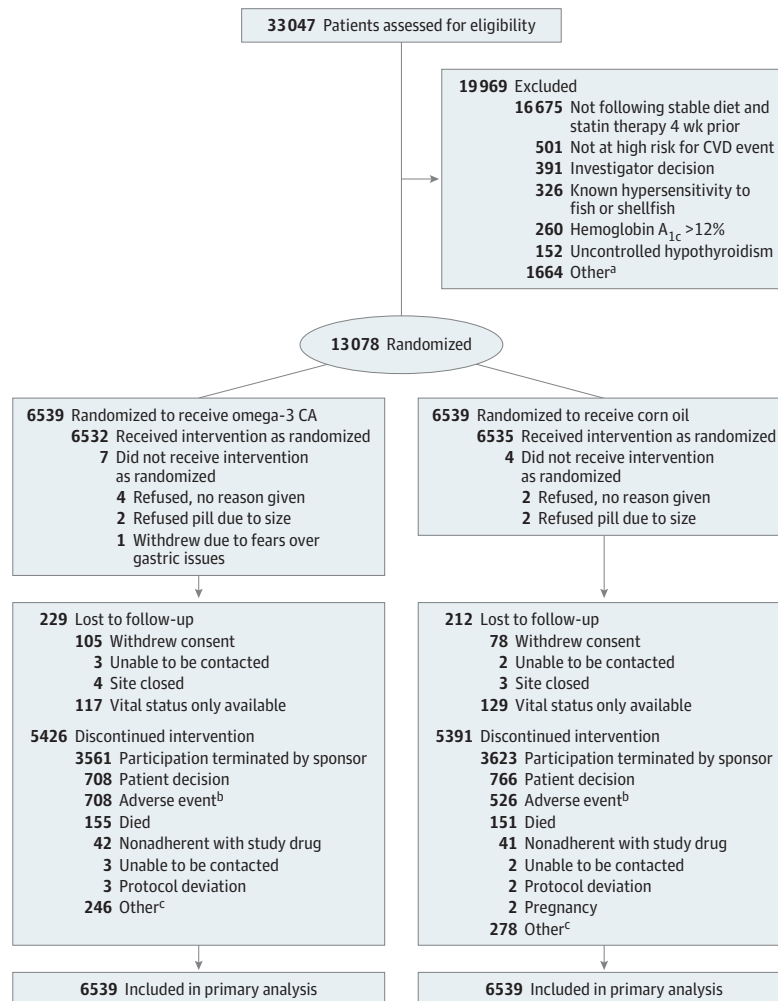 33047 Patients assessed for eligibility
19969 Excluded
16675 Not following stable diet and
statin therapy 4 wk prior
501 Not at high risk for CVD event
391 Investigator decision
326 Known hypersensitivity to
fish or shellfish
260 Hemoglobin A1c >12%
152 Uncontrolled hypothyroidism
1664 Othera
13078 Randomized
6539 Randomized to receive omega-3 CA
6532 Received intervention as randomized
7 Did not receive intervention
as randomized
4 Refused, no reason given
2 Refused pill due to size
1 Withdrew due to fears over
gastric issues
6539 Randomized to receive corn oil
6535 Received intervention as randomized
4 Did not receive intervention
as randomized
2 Refused, no reason given
2 Refused pill due to size
229 Lost to follow-up
105 Withdrew consent
3 Unable to be contacted
4 Site closed
117 Vital status only available
5426 Discontinued intervention
3561 Participation terminated by sponsor
708 Patient decision
708 Adverse eventb
155 Died
42 Nonadherent with study drug
3 Unable to be contacted
3 Protocol deviation
246 Otherc
212 Lost to follow-up
78 Withdrew consent
2 Unable to be contacted
3 Site closed
129 Vital status only available
5391 Discontinued intervention
3623 Participation terminated by sponsor
766 Patient decision
526 Adverse eventb
151 Died
41 Nonadherent with study drug
2 Unable to be contacted
2 Protocol deviation
2 Pregnancy
278 Otherc
6539 Included in primary analysis
6539 Included in primary analysis